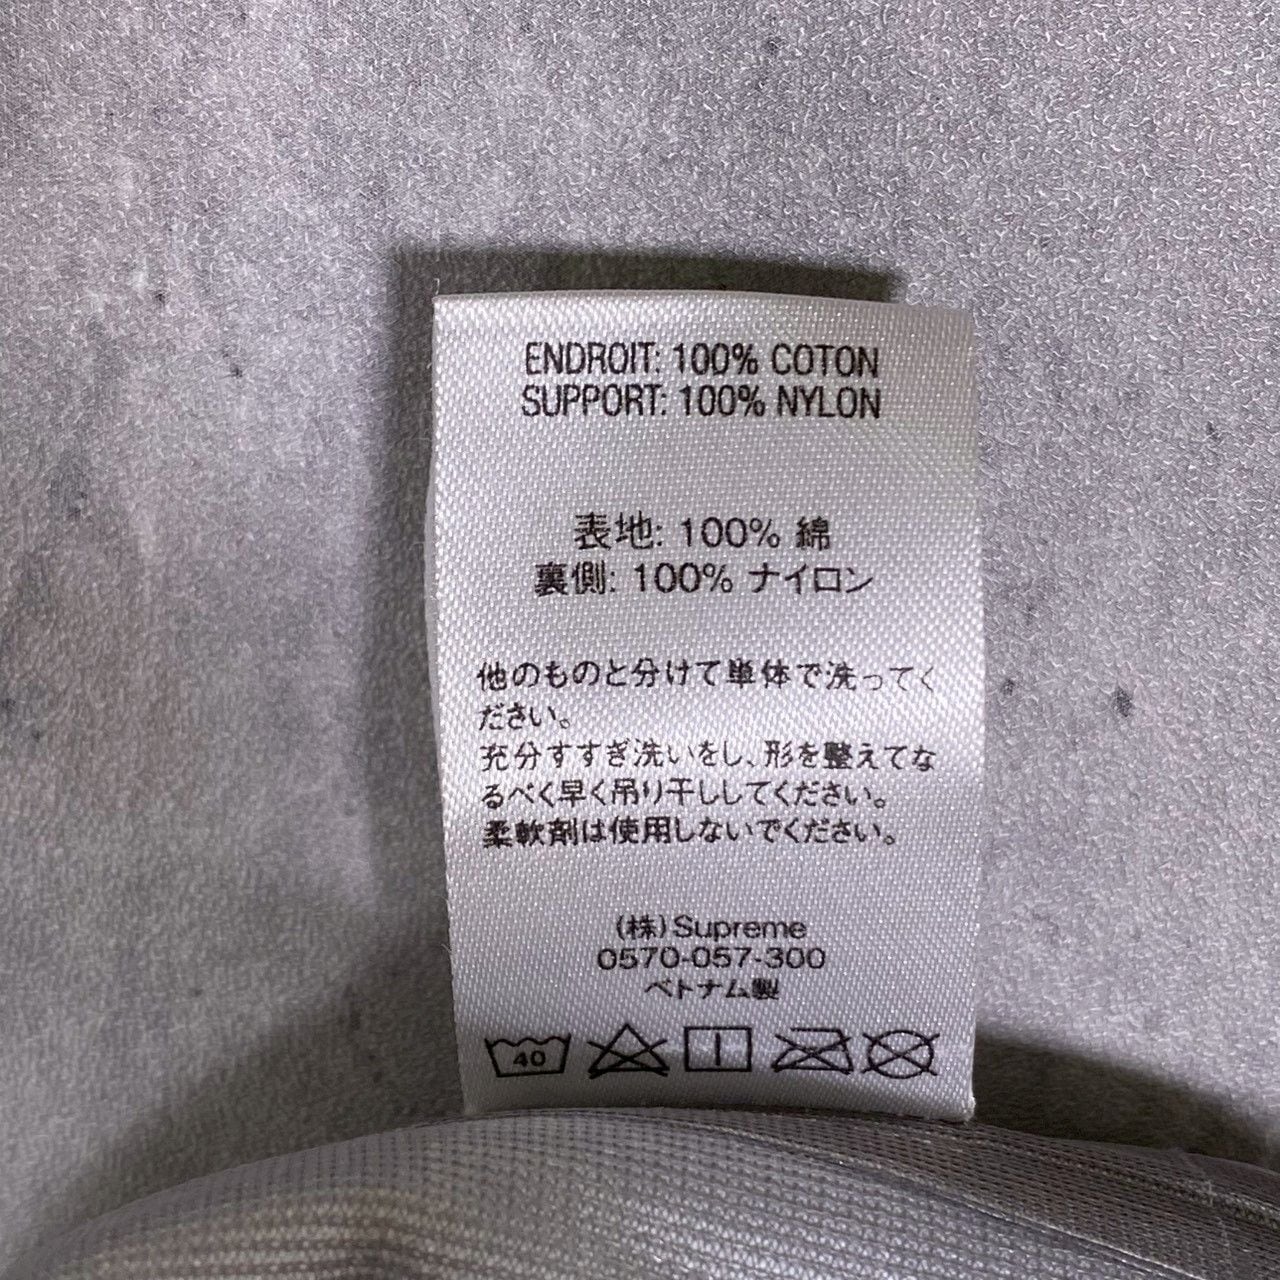 ENDROIT: 100% COTON
SUPPORT: 100% NYLON
表地: 100% 綿
裏側: 100% ナイロン
他のものと分けて単体で洗ってく
ださい。
充分すすぎ洗いをし、形を整えてな
るべく早く吊り干ししてください。
柔軟剤は使用しないでください。
(株)Supreme
0570-057-300
ベトナム製
40